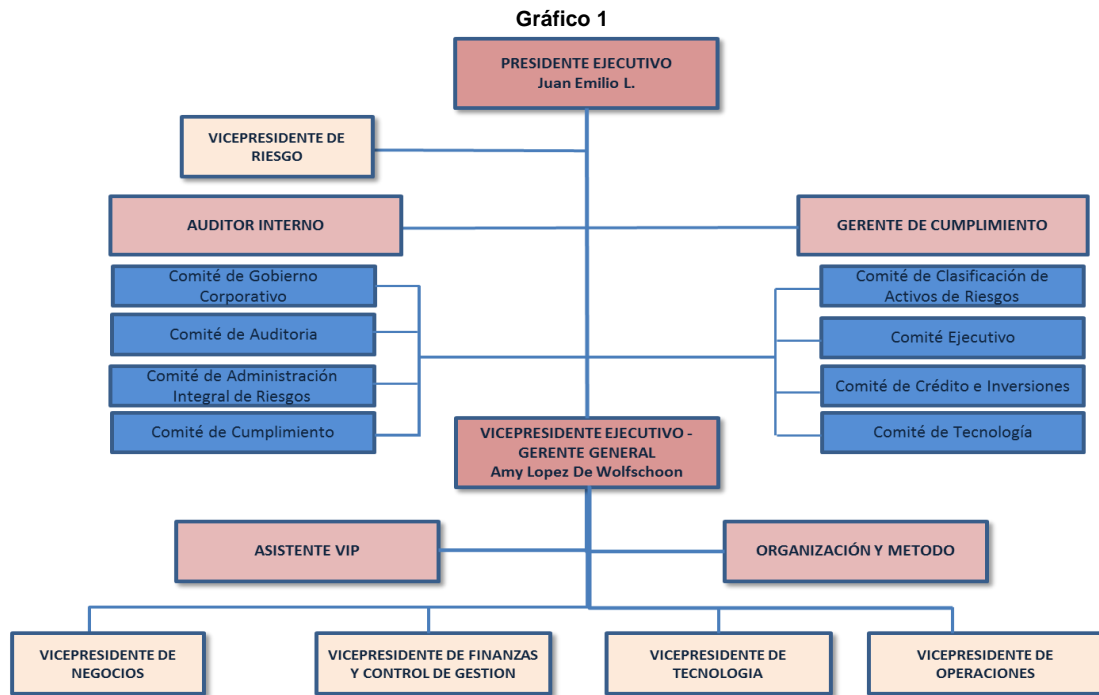 Gráfico 1
PRESIDENTE EJECUTIVO
Juan Emilio L.
VICEPRESIDENTE DE
RIESGO
AUDITOR INTERNO
GERENTE DE CUMPLIMIENTO
Comité de Gobierno
Corporativo
Comité de Auditoria
Comité de Administración
Integral de Riesgos
Comité de Cumplimiento
Comité de Clasificación de
Activos de Riesgos
Comité Ejecutivo
Comité de Crédito e Inversiones
Comité de Tecnología
VICEPRESIDENTE EJECUTIVO -
GERENTE GENERAL
Amy Lopez De Wolfschoon
ASISTENTE VIP
ORGANIZACIÓN Y METODO
VICEPRESIDENTE DE
NEGOCIOS
VICEPRESIDENTE DE FINANZAS
Y CONTROL DE GESTION
VICEPRESIDENTE DE
TECNOLOGIA
VICEPRESIDENTE DE
OPERACIONES